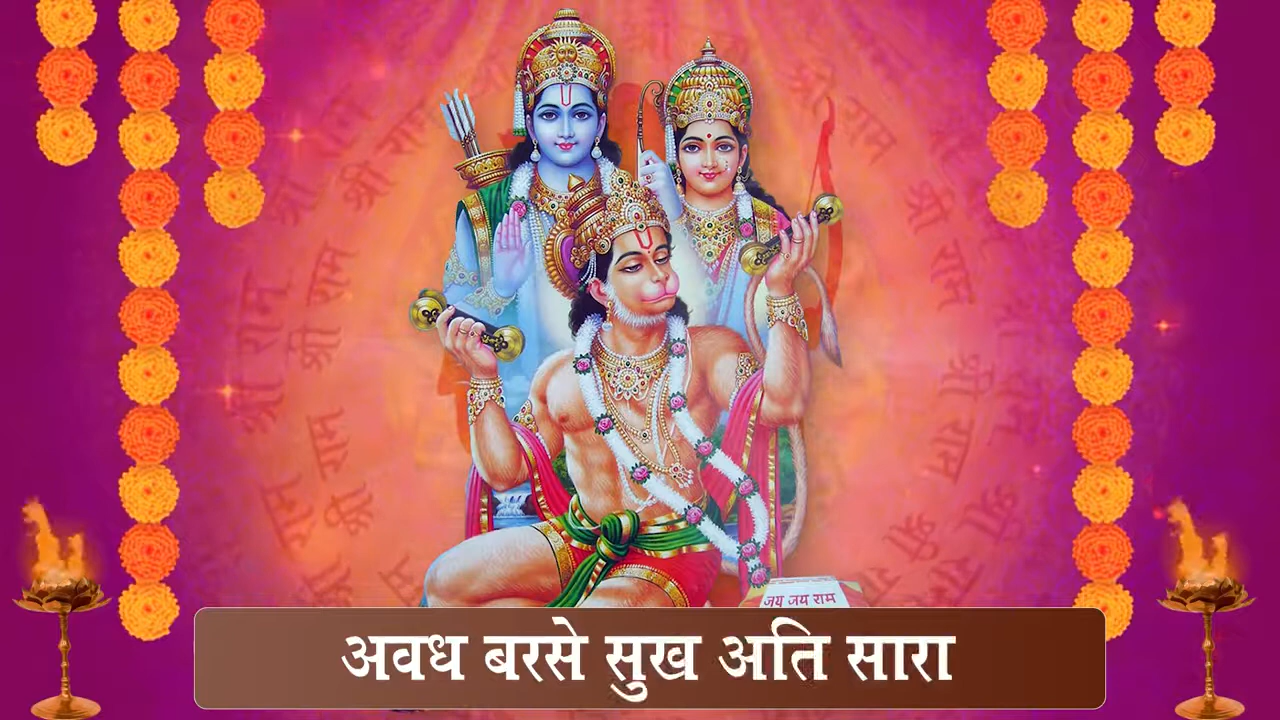 श्री राम
श्री राम
श्री राम
श्री राम
श्री राम
श्री राम
जय जय राम
अवध बरसे सुख अति सारा